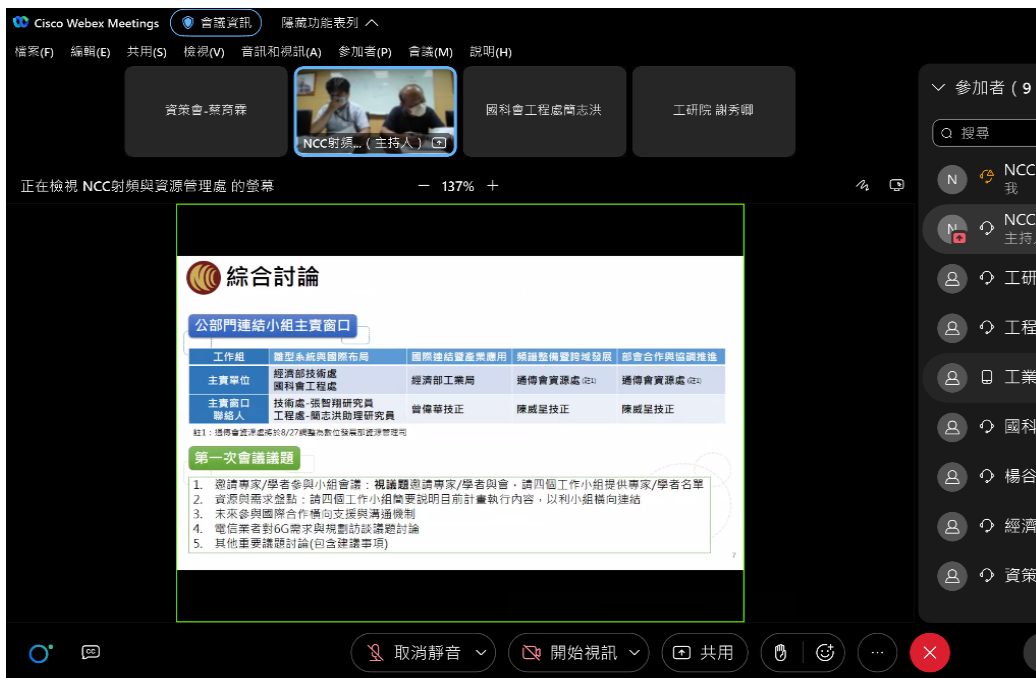 Cisco Webex Meetings 會議資訊 隱藏功能表列
檔案(F) 編輯(E) 共用(S) 檢視(V) 音訊和視訊(A) 參加者(P) 會議(M) 說明(H)
資策會-蔡育霖
NCC射頻...（主持人）
國科會工程處簡志洪
工研院 謝秀卿
正在檢視 NCC射頻與資源管理處 的螢幕
137%
綜合討論
公部門連結小組主責窗口
工作組 雛型系統與國際布局 國際連結暨產業應用 頻譜整備暨跨域發展 部會合作與協調推進
主責單位 經濟部技術處 國科會工程處 經濟部工業局 通傳會資源處(註1) 通傳會資源處(註1)
主責窗口聯絡人 技術處-張智翔研究員 工程處-簡志洪助理研究員 曾偉華技正 陳威呈技正 陳威呈技正
註1：通傳會資源處將於8/27調整為數位發展部資源管理司
第一次會議議題
1. 邀請專家/學者參與小組會議：視議題邀請專家/學者與會，請四個工作小組提供專家/學者名單
2. 資源與需求盤點：請四個工作小組簡要說明目前計畫執行內容，以利小組橫向連結
3. 未來參與國際合作橫向支援與溝通機制
4. 電信業者對6G需求與規劃訪談議題討論
5. 其他重要議題討論(包含建議事項)
2
參加者 ( 9
搜尋
N NCC
我
N NCC
主持
工研
工程
工業
國科
楊谷
經濟
資策
CC
取消靜音
開始視訊
共用